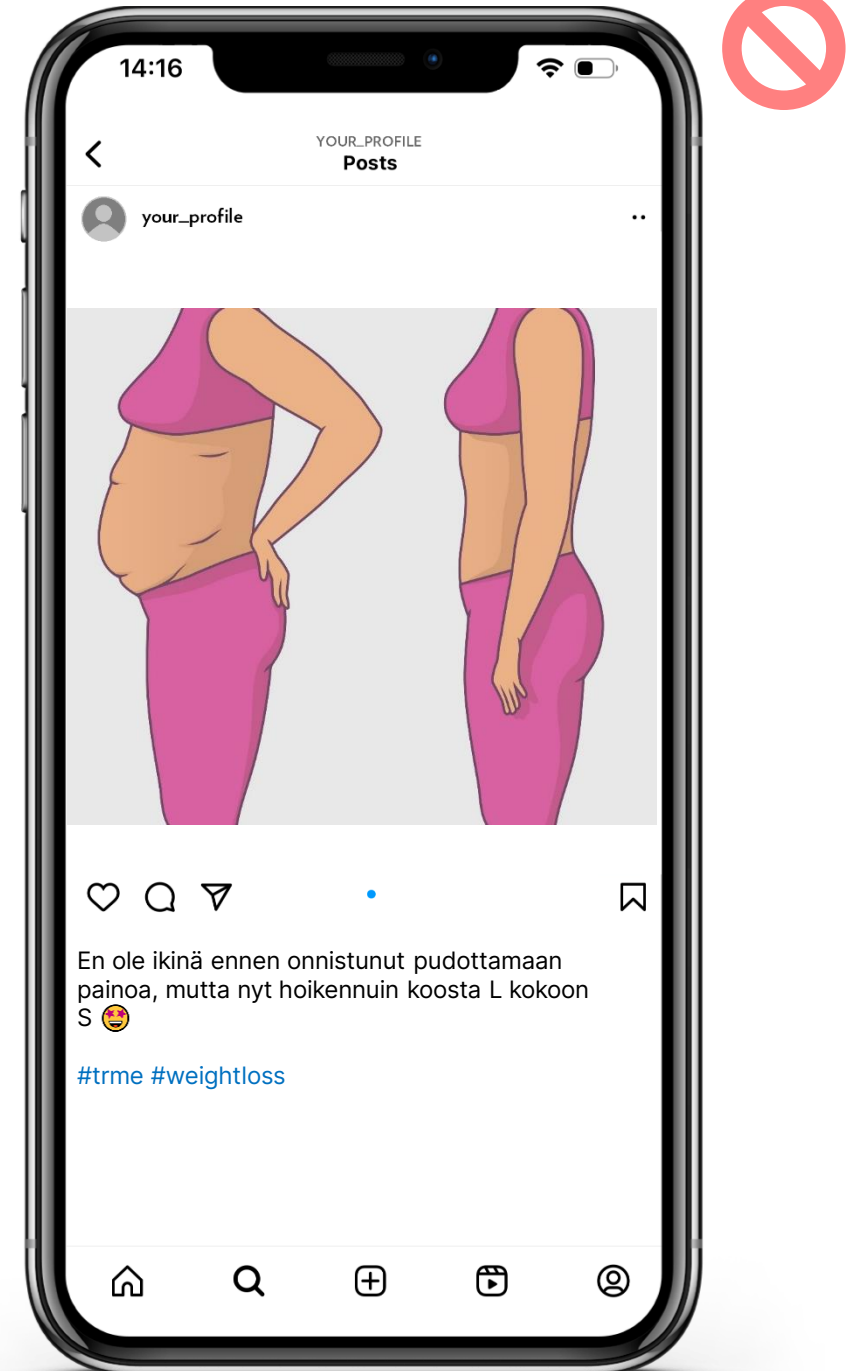 14:16
YOUR_PROFILE
Posts
your_profile
En ole ikinä ennen onnistunut pudottamaan
painoa, mutta nyt hoikennuin koosta L kokoon
S 🤩
#trme #weightloss